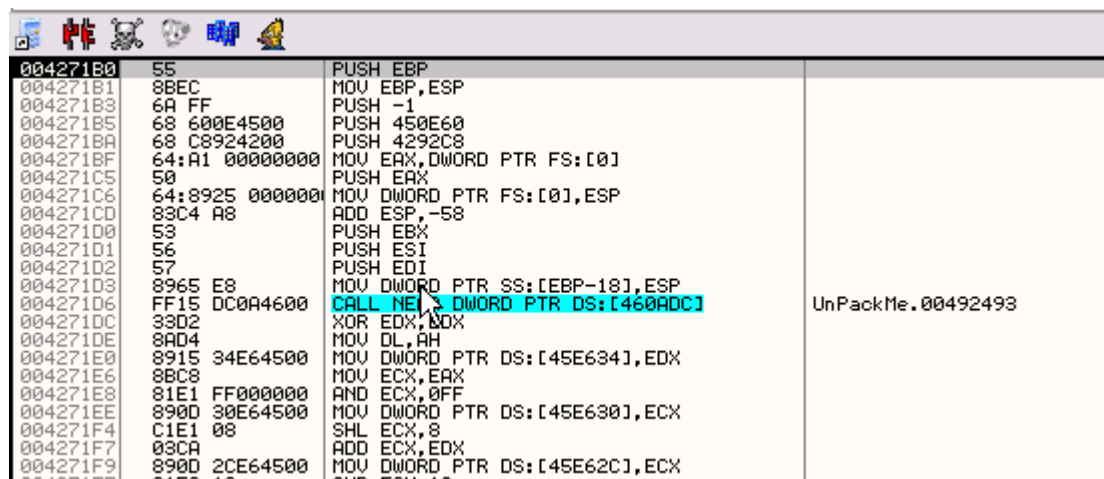 004271B0 55 PUSH EBP
004271B1 8BEC MOV EBP,ESP
004271B3 6A FF PUSH -1
004271B5 68 600E4500 PUSH 450E60
004271BA 68 C8924200 PUSH 4292C8
004271BF 64:A1 00000000 MOV EAX,DWORD PTR FS:[0]
004271C5 50 PUSH EAX
004271C6 64:8925 000000 MOV DWORD PTR FS:[0],ESP
004271CD 83C4 A8 ADD ESP,-58
004271D0 53 PUSH EBX
004271D1 56 PUSH ESI
004271D2 57 PUSH EDI
004271D3 8965 E8 MOV DWORD PTR SS:[EBP-18],ESP
004271D6 FF15 DC0A4600 CALL DWORD PTR DS:[460ADC] UnPackMe.00492493
004271DC 33D2 XOR EDX,EDX
004271DE 8AD4 MOV DL,AH
004271E0 8915 34E64500 MOV DWORD PTR DS:[45E634],EDX
004271E6 8BC8 MOV ECX,EAX
004271E8 81E1 FF000000 AND ECX,0FF
004271EE 890D 30E64500 MOV DWORD PTR DS:[45E630],ECX
004271F4 C1E1 08 SHL ECX,8
004271F7 03CA ADD ECX,EDX
004271F9 890D 2CE64500 MOV DWORD PTR DS:[45E62C],ECX